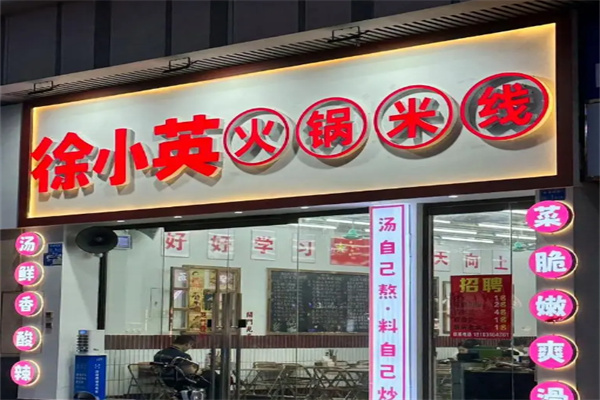 徐小英火锅米线
汤鲜香酸辣
好好学习
天向上
汤自己熬·料自己炒
招聘
菜脆嫩爽滑